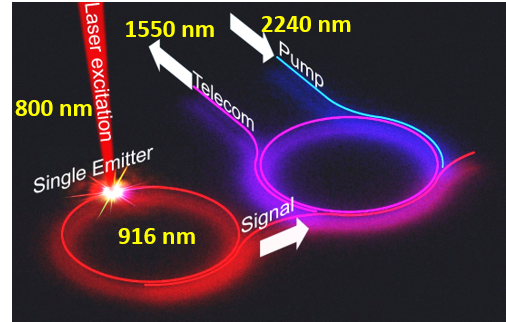 1550 nm
2240 nm
Laser excitation
Pump
Telecom
800 nm
Single Emitter
Signal
916 nm